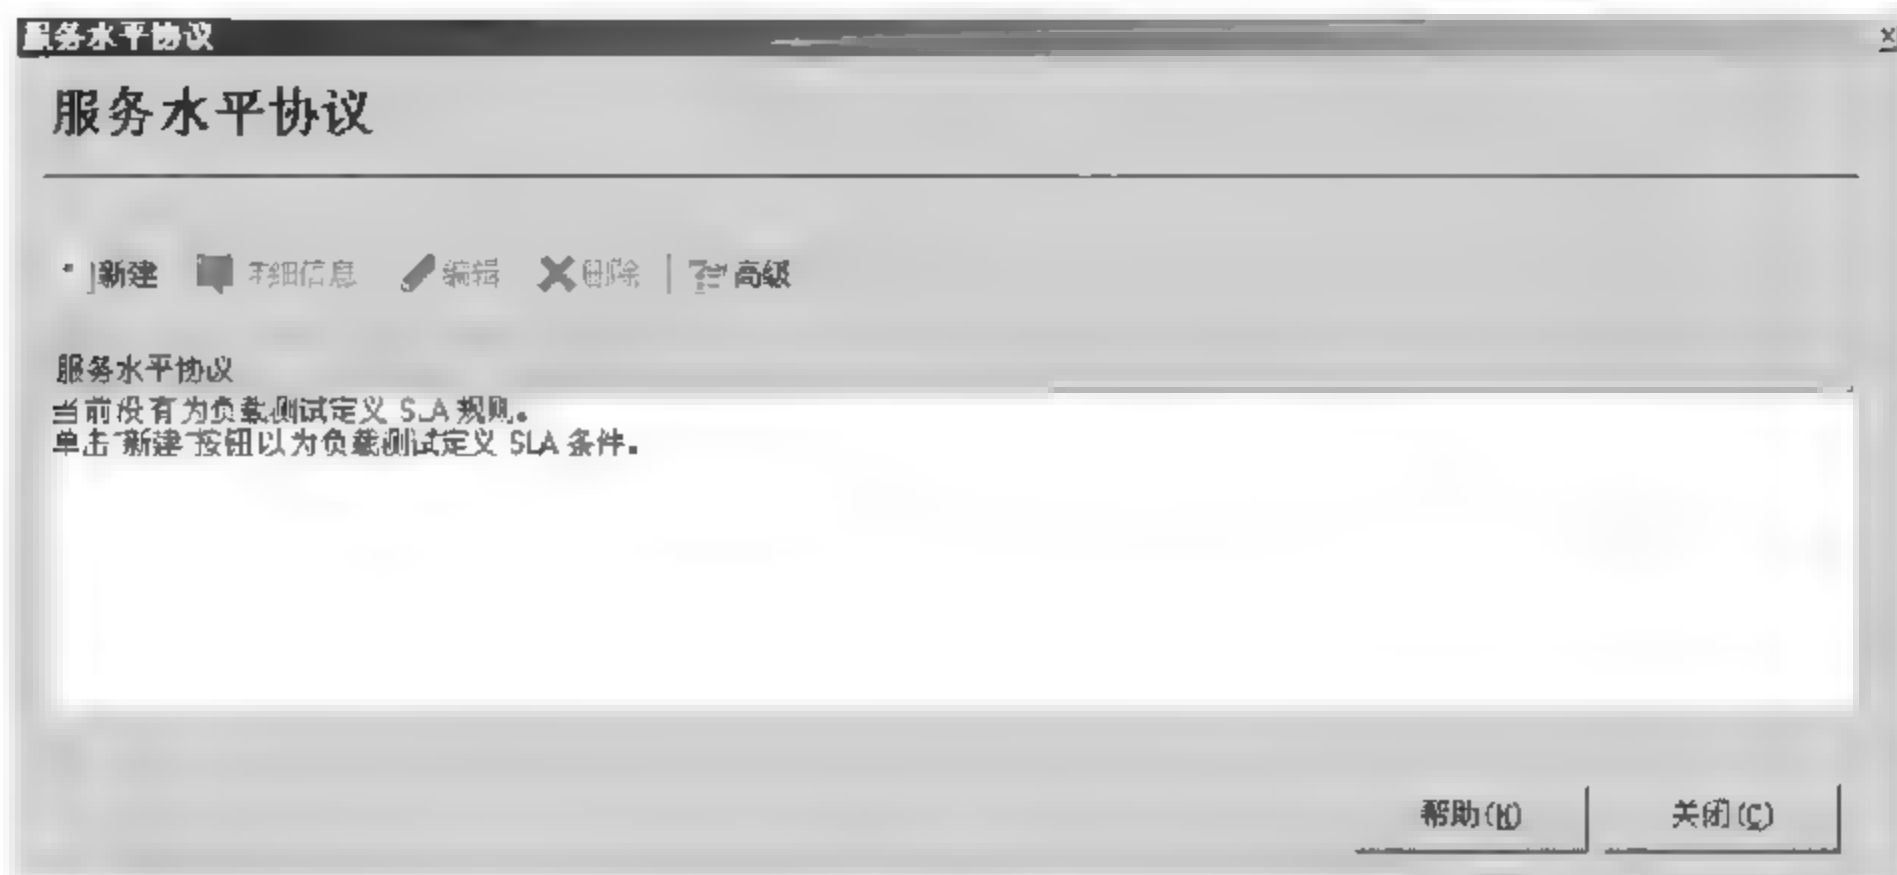 服务水平协议
服务水平协议
新建 详细信息 编辑 删除 高级
服务水平协议
当前没有为负载测试定义 SLA 规则。
单击"新建"按钮以为负载测试定义 SLA 条件。
帮助(H) 关闭(C)